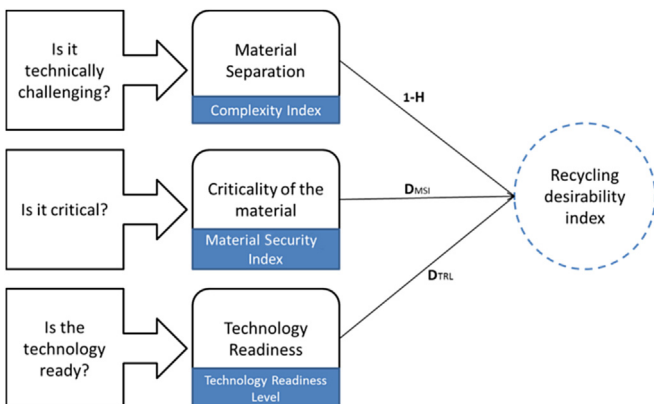 Is it
technically
challenging?
Material
Separation
Complexity Index
1-H
Is it critical?
Criticality of the
material
Material Security
Index
DMSI
Recycling
desirability
index
Is the
technology
ready?
Technology
Readiness
Technology Readiness
Level
DTRL